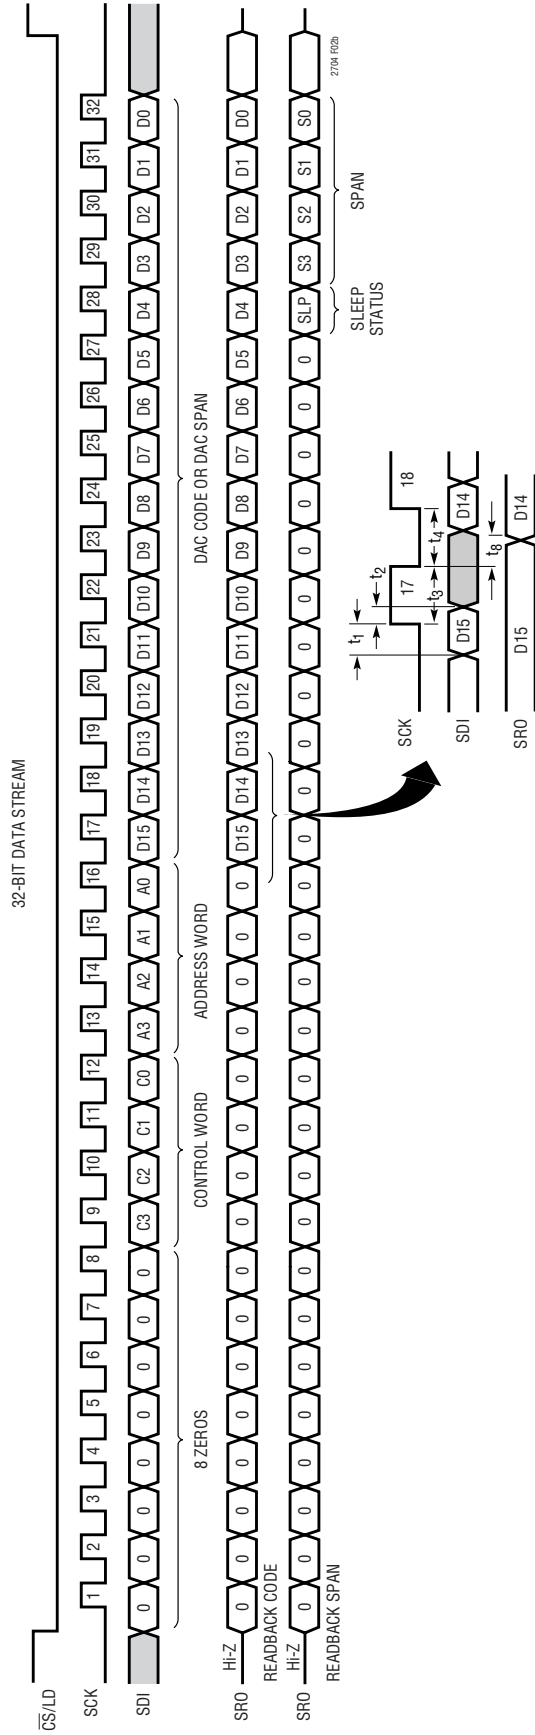 32-BIT DATA STREAM
CS/LD
SCK 1 2 3 4 5 6 7 8 9 10 11 12 13 14 15 16 17 18 19 20 21 22 23 24 25 26 27 28 29 30 31 32
SDI 0 0 0 0 0 0 0 0 C3 C2 C1 C0 A3 A2 A1 A0 D15 D14 D13 D12 D11 D10 D9 D8 D7 D6 D5 D4 D3 D2 D1 D0
8 ZEROS CONTROL WORD ADDRESS WORD DAC CODE OR DAC SPAN
SRO Hi-Z 0 0 0 0 0 0 0 0 0 0 0 0 0 0 0 0 D15 D14 D13 D12 D11 D10 D9 D8 D7 D6 D5 D4 D3 D2 D1 D0
READBACK CODE
SRO Hi-Z 0 0 0 0 0 0 0 0 0 0 0 0 0 0 0 0 0 0 0 0 0 0 0 0 0 0 0 SLP S3 S2 S1 S0
READBACK SPAN
SLEEP STATUS
SPAN
2704 F02b
t1 t2
t3 t4
SCK 17 18
SDI D15 D14
t8
SRO D15 D14